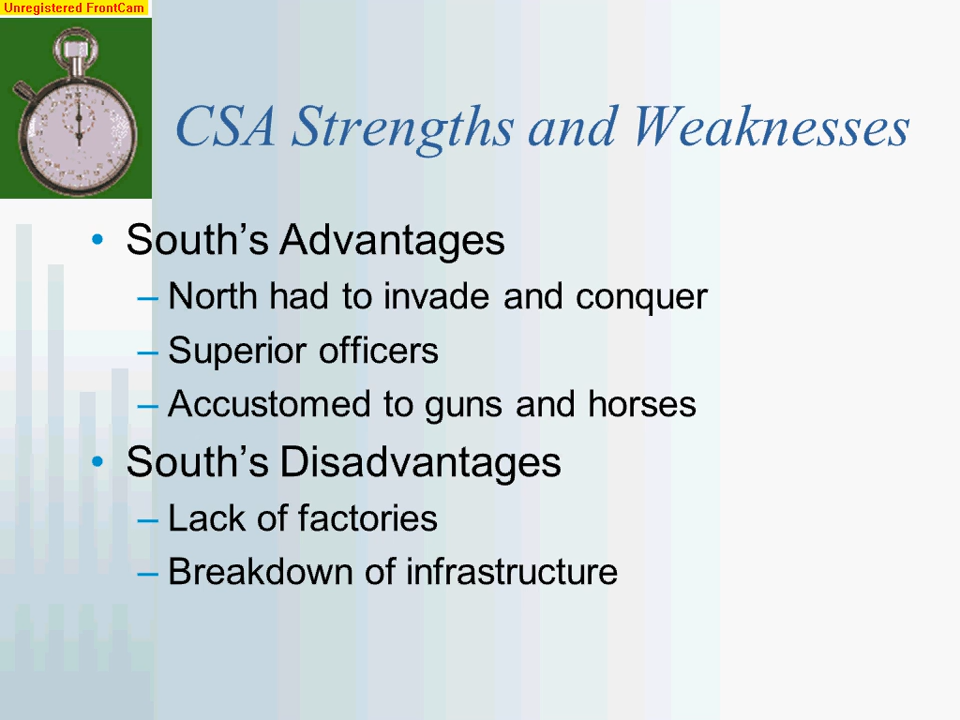 Unregistered FrontCam
CSA Strengths and Weaknesses
• South’s Advantages
– North had to invade and conquer
– Superior officers
– Accustomed to guns and horses
• South’s Disadvantages
– Lack of factories
– Breakdown of infrastructure